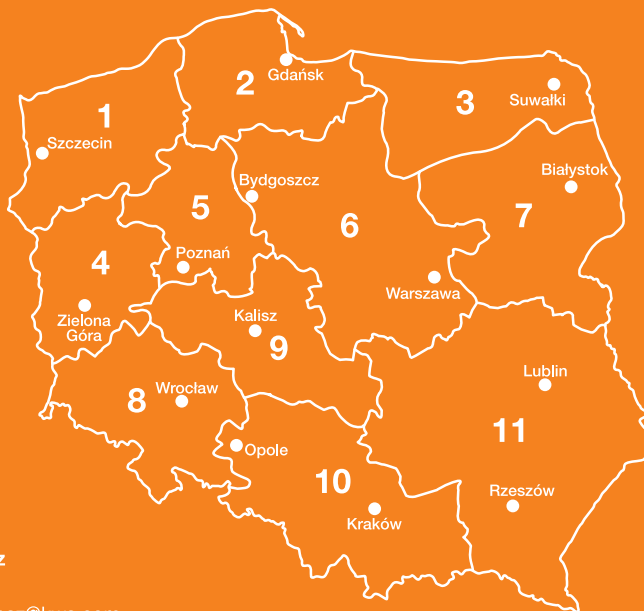 2
Gdańsk
3
Suwałki
1
Szczecin
Białystok
Bydgoszcz
5
7
6
4
Poznań
Warszawa
Zielona
Góra
Kalisz
9
Lublin
8
Wrocław
11
Opole
10
Rzeszów
Kraków
z